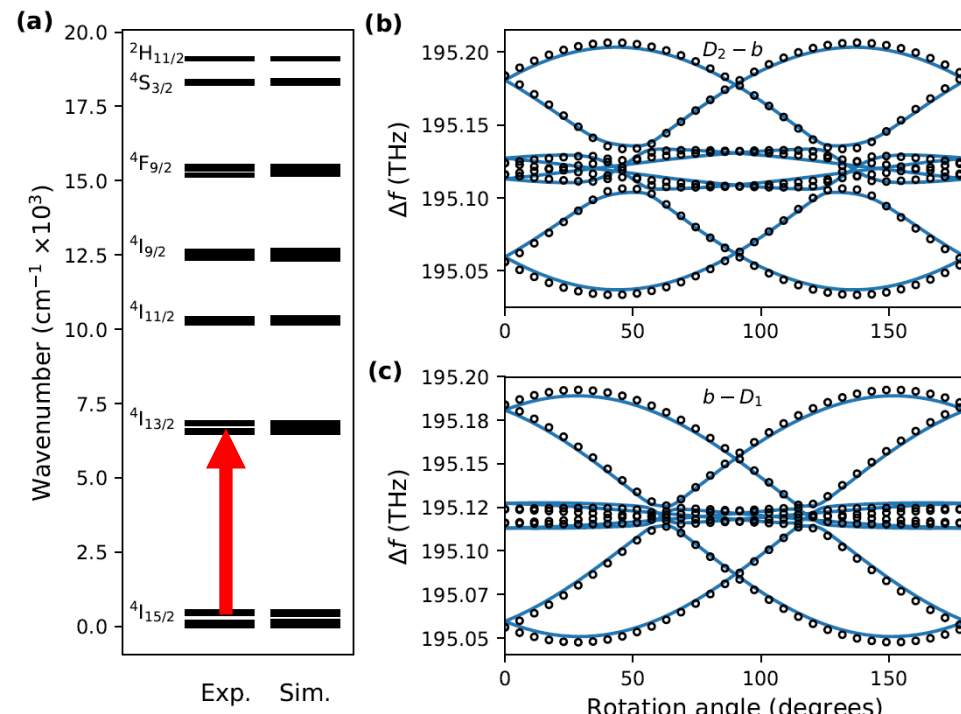 (a)
20.0
17.5
15.0
12.5
10.0
7.5
5.0
2.5
0.0
Wavenumber (cm⁻¹ ×10³)
²H₁₁/₂
⁴S₃/₂
⁴F₉/₂
⁴I₉/₂
⁴I₁₁/₂
⁴I₁₃/₂
⁴I₁₅/₂
Exp. Sim.
(b)
D₂ − b
195.20
195.15
195.10
195.05
Δf (THz)
0 50 100 150
(c)
b − D₁
195.20
195.18
195.15
195.12
195.10
195.07
195.05
Δf (THz)
0 50 100 150
Rotation angle (degrees)